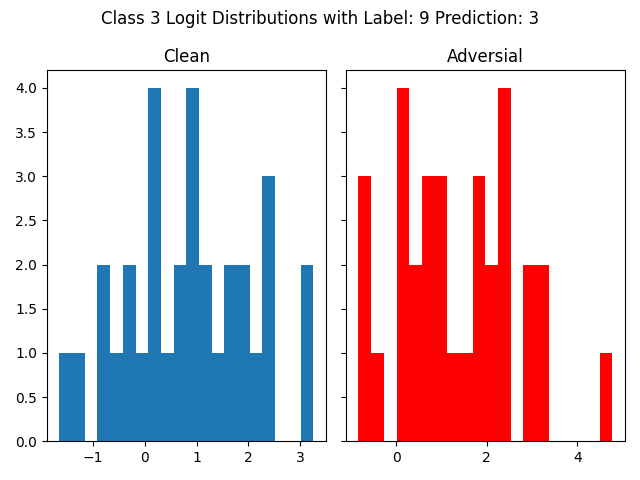 Class 3 Logit Distributions with Label: 9 Prediction: 3
Clean
Adversial
4.0
3.5
3.0
2.5
2.0
1.5
1.0
0.5
0.0
−1 0 1 2 3
0 2 4